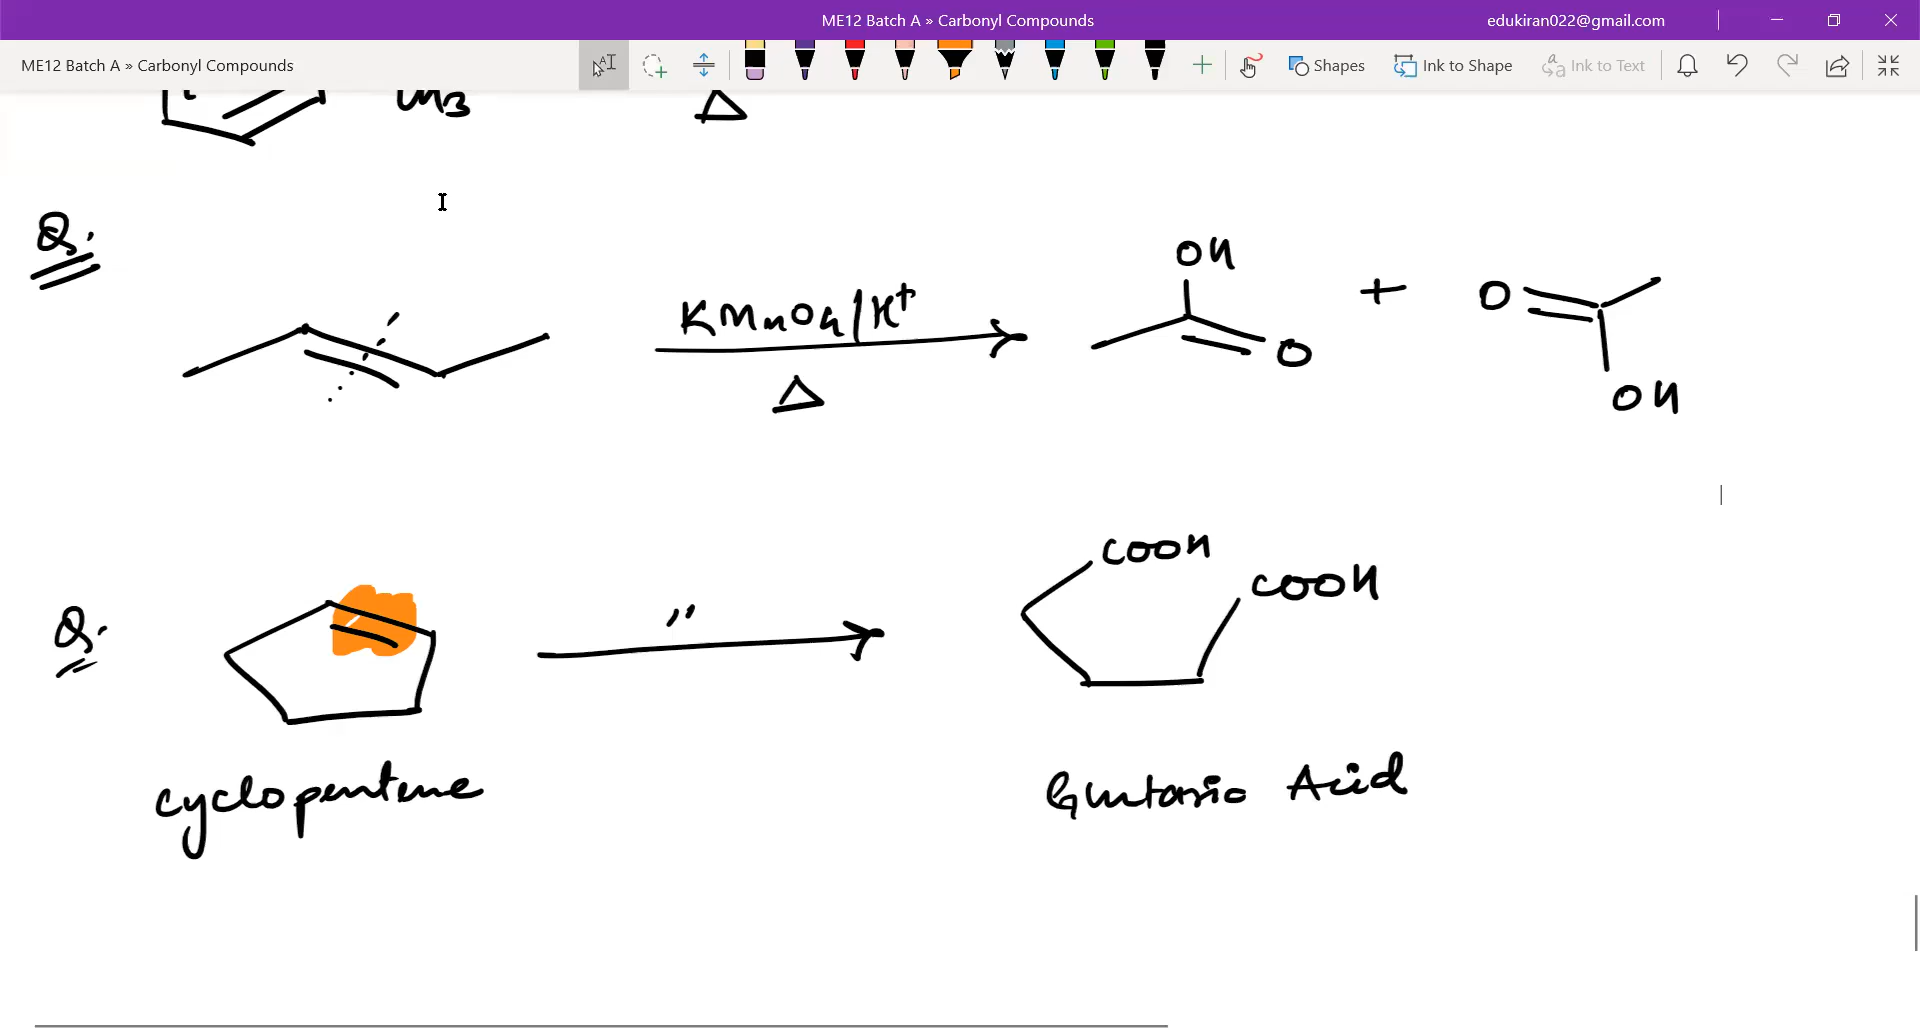 ME12 Batch A » Carbonyl Compounds
edukiran022@gmail.com
ME12 Batch A » Carbonyl Compounds
Shapes
Ink to Shape
Ink to Text
CH3
Δ
Q.
KMnO4/H+
Δ
OH
O
+
O
OH
Q.
"
COOH
COOH
cyclopentene
Glutaric Acid